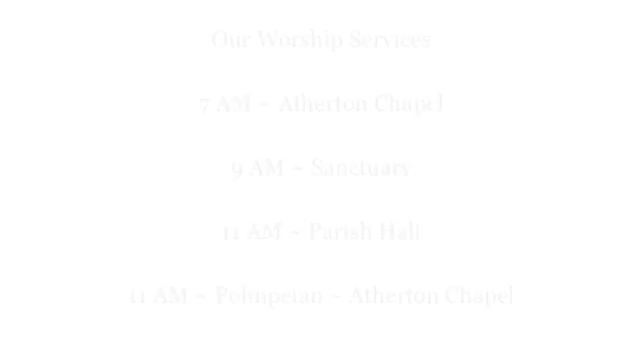 Our Worship Services
7 AM ~ Atherton Chapel
9 AM ~ Sanctuary
11 AM ~ Parish Hall
11 AM ~ Pohnpeian ~ Atherton Chapel